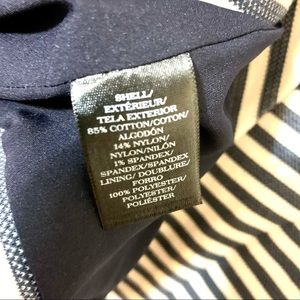 SHELL/
EXTÉRIEUR/
TELA EXTERIOR
85% COTTON/COTON/
ALGODÓN
14% NYLON/
NYLON/NILÓN
1% SPANDEX/
SPANDEX/SPANDEX
LINING/ DOUBLURE/
FORRO
100% POLYESTER/
POLYESTER/
POLIÉSTER